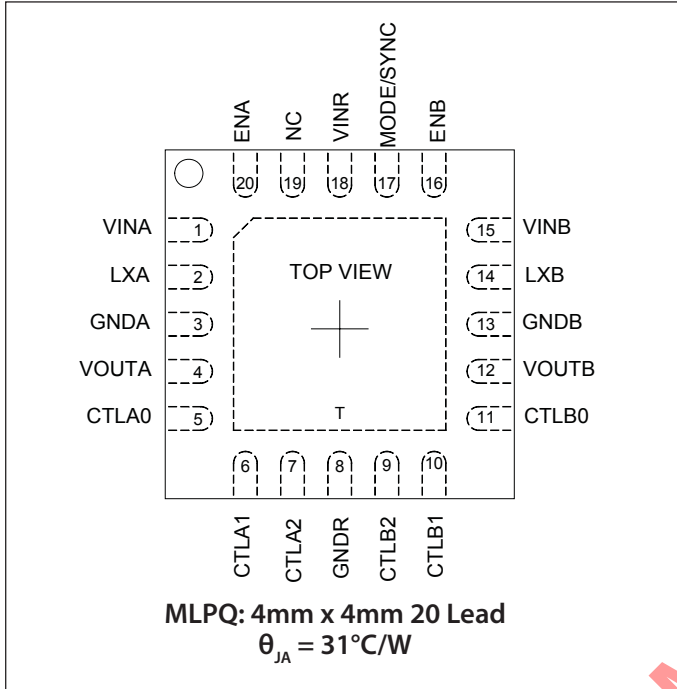 ENA
NC
VINR
MODE/SYNC
ENB
20 19 18 17 16
VINA 1 15 VINB
LXA 2 TOP VIEW 14 LXB
GNDA 3 13 GNDB
VOUTA 4 12 VOUTB
CTLA0 5 T 11 CTLB0
6 7 8 9 10
CTLA1
CTLA2
GNDR
CTLB2
CTLB1
MLPQ: 4mm x 4mm 20 Lead
θJA = 31°C/W